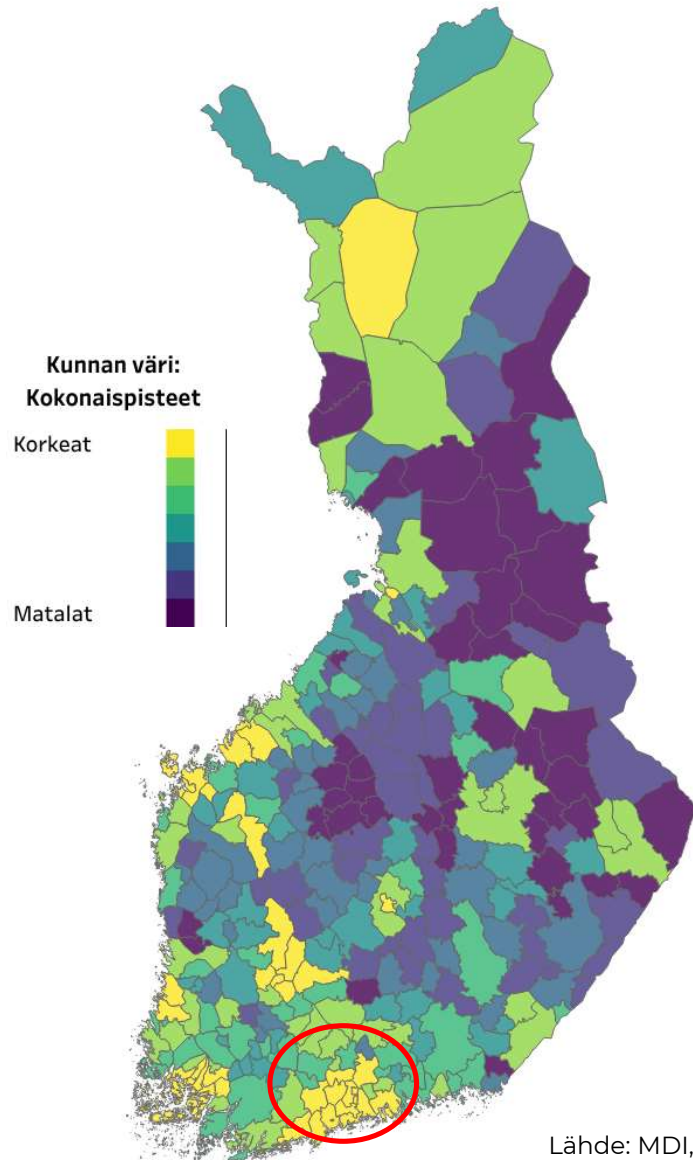 Kunnan väri:
Kokonaispisteet
Korkeat
Matalat
Lähde: MDI,